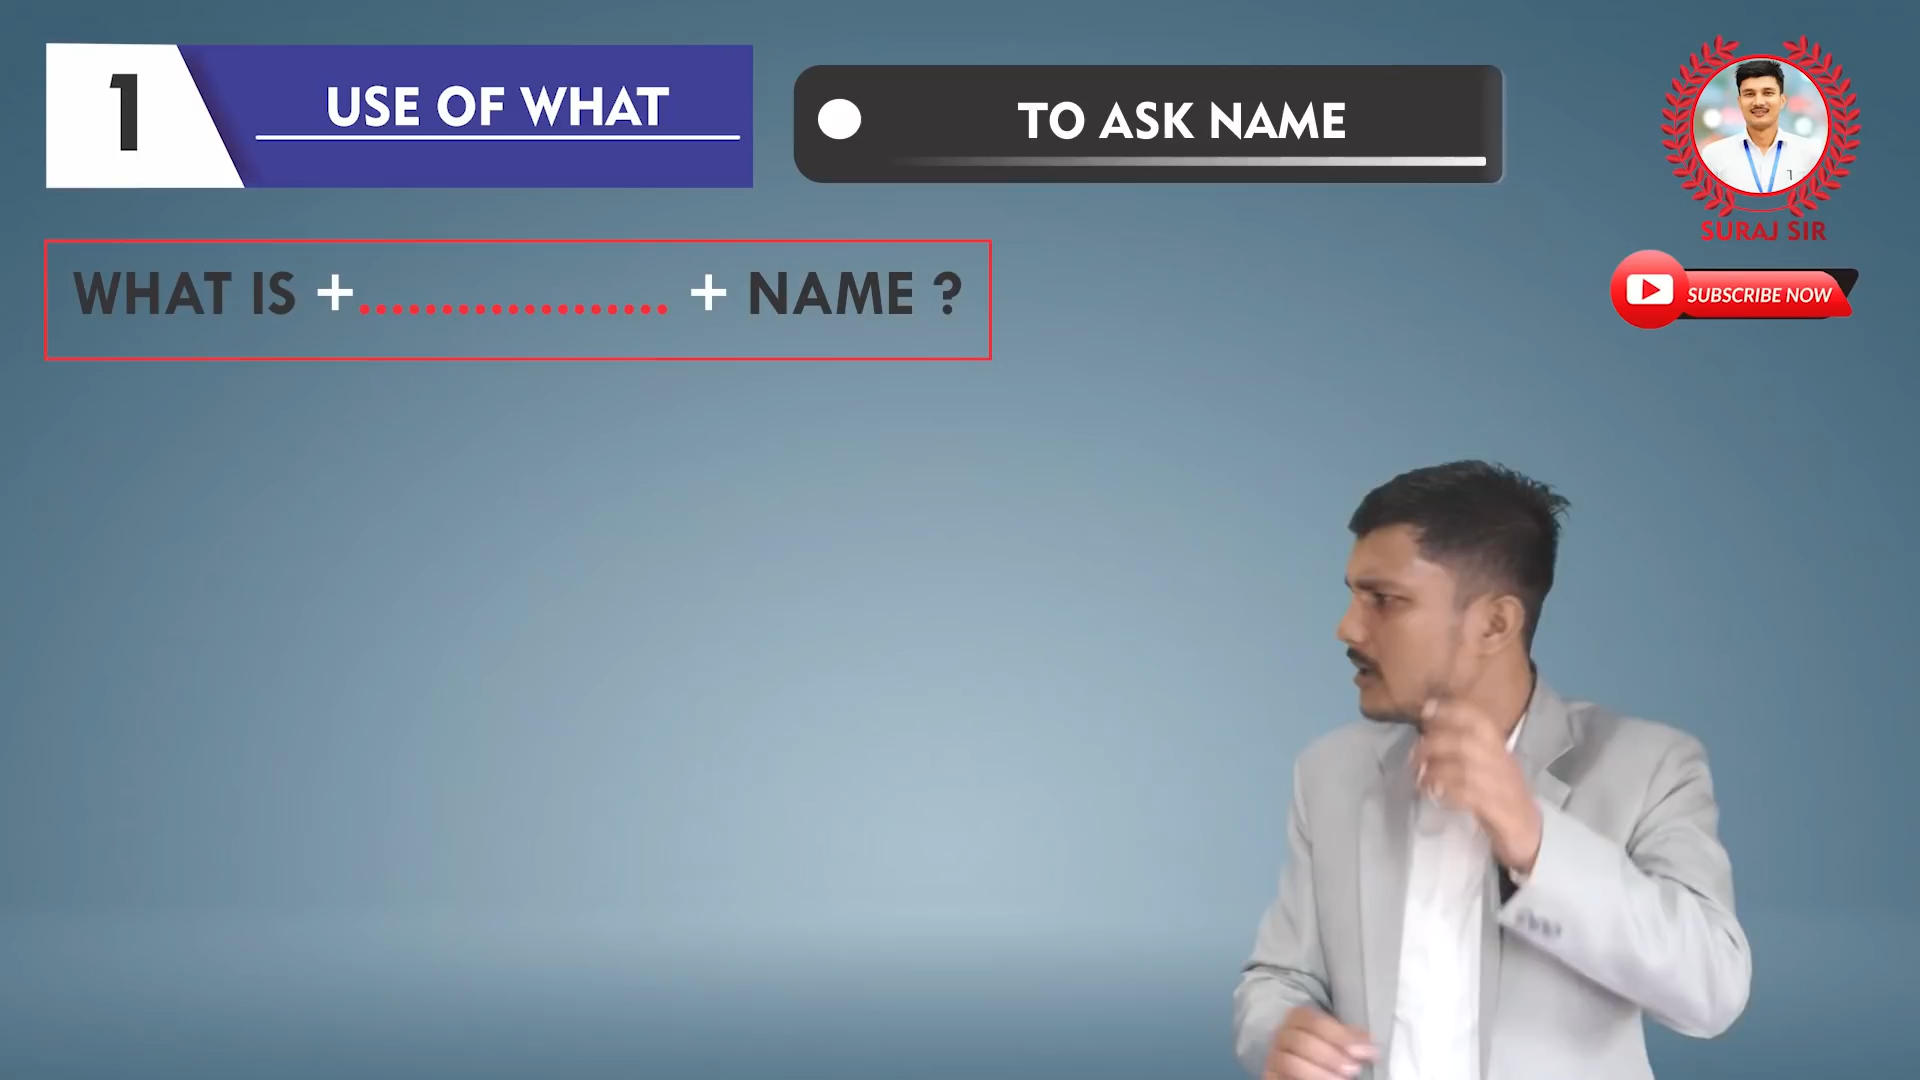 1
USE OF WHAT
TO ASK NAME
SURAJ SIR
WHAT IS +.................. + NAME ?
SUBSCRIBE NOW